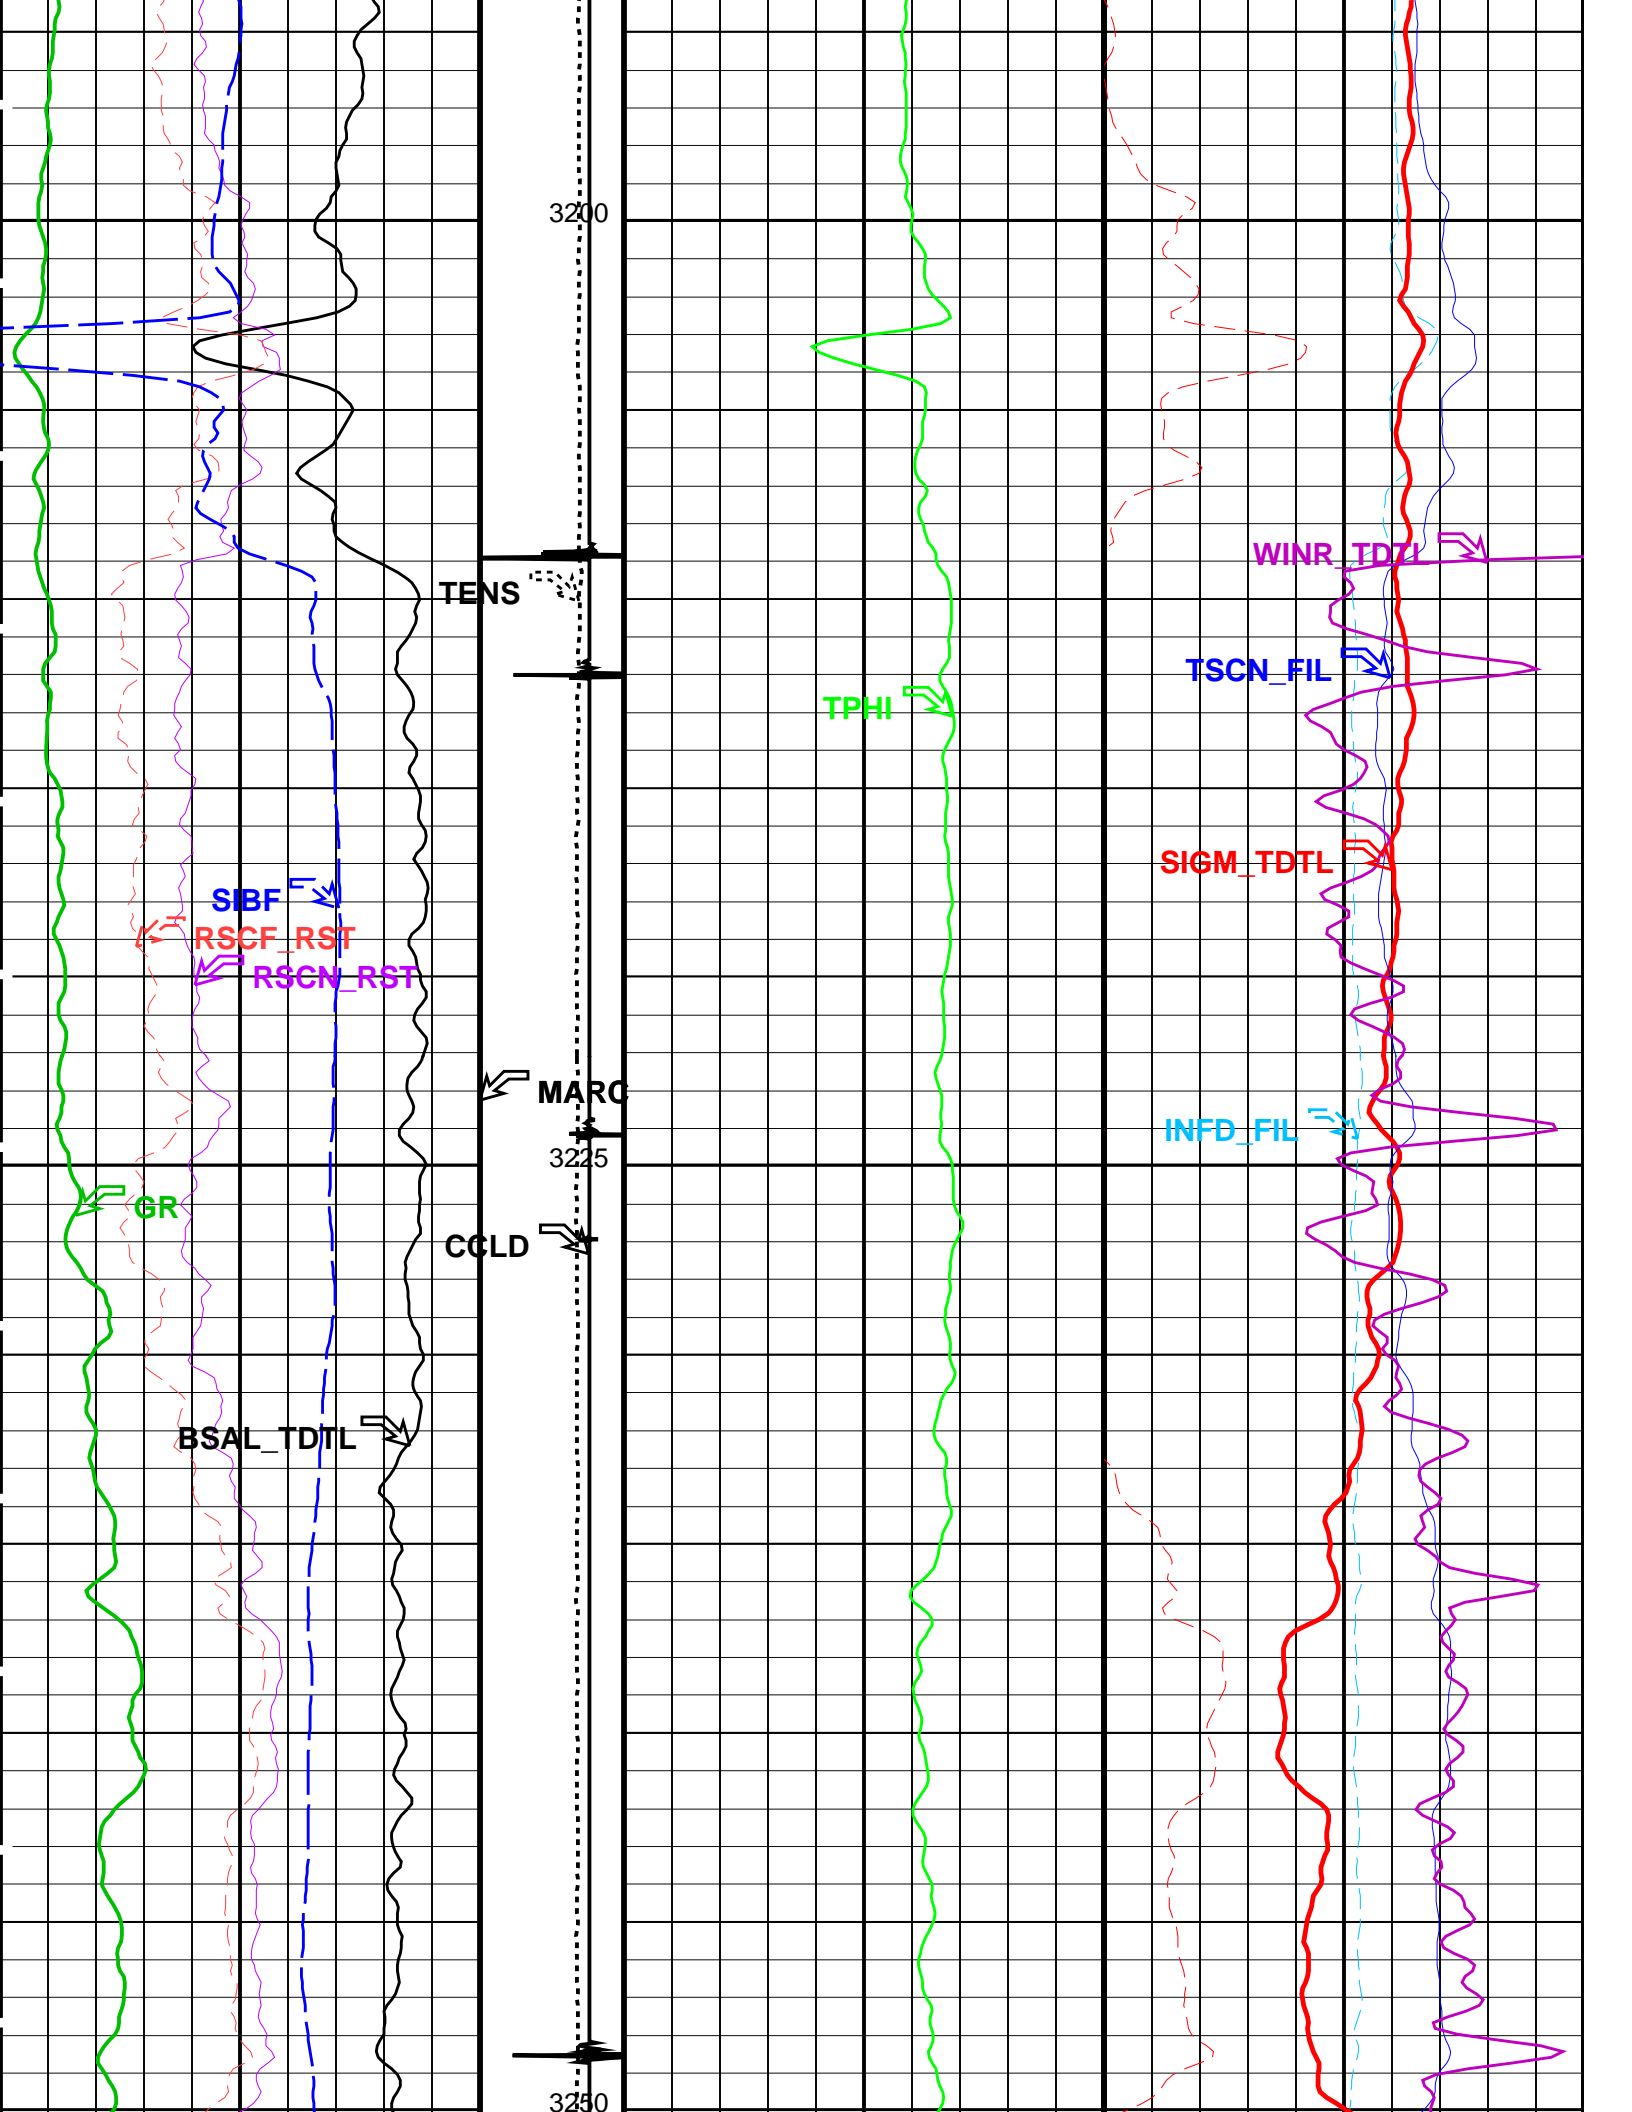 3200
WINR_TDTL
TENS
TSCN_FIL
TPHI
SIGM_TDTL
SIBF
RSCF_RST
RSCN_RST
MARC
INFD_FIL
3225
GR
CCLD
BSAL_TDTL
3250